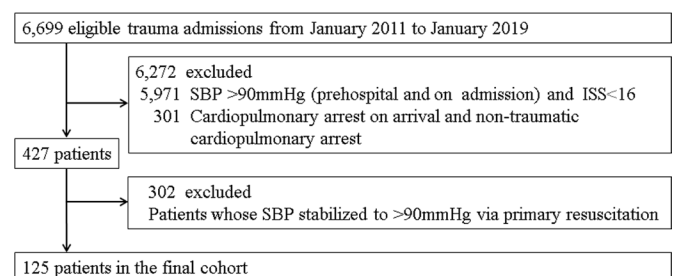 6,699 eligible trauma admissions from January 2011 to January 2019
6,272 excluded
5,971 SBP >90mmHg (prehospital and on admission) and ISS<16
301 Cardiopulmonary arrest on arrival and non-traumatic
cardiopulmonary arrest
427 patients
302 excluded
Patients whose SBP stabilized to >90mmHg via primary resuscitation
125 patients in the final cohort